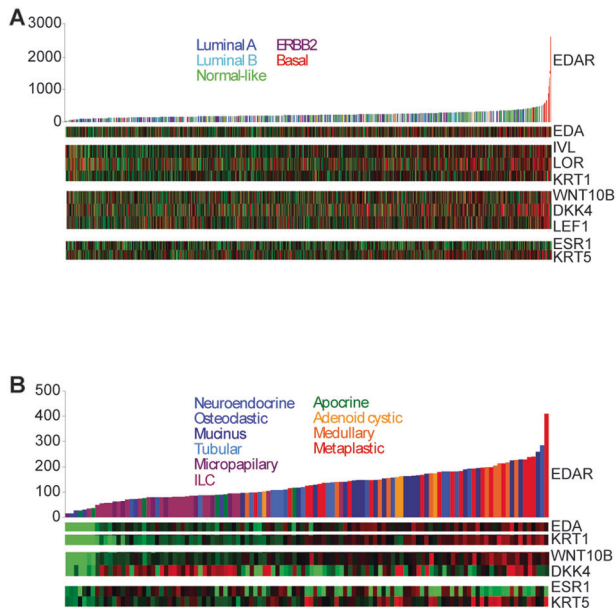 A
3000
2000
1000
0
Luminal A
ERBB2
Luminal B
Basal
Normal-like
EDAR
EDA
IVL
LOR
KRT1
WNT10B
DKK4
LEF1
ESR1
KRT5
B
500
400
300
200
100
0
Neuroendocrine
Apocrine
Osteoclastic
Adenoid cystic
Mucinus
Medullary
Tubular
Metaplastic
Micropapilary
ILC
EDAR
EDA
KRT1
WNT10B
DKK4
ESR1
KRT5